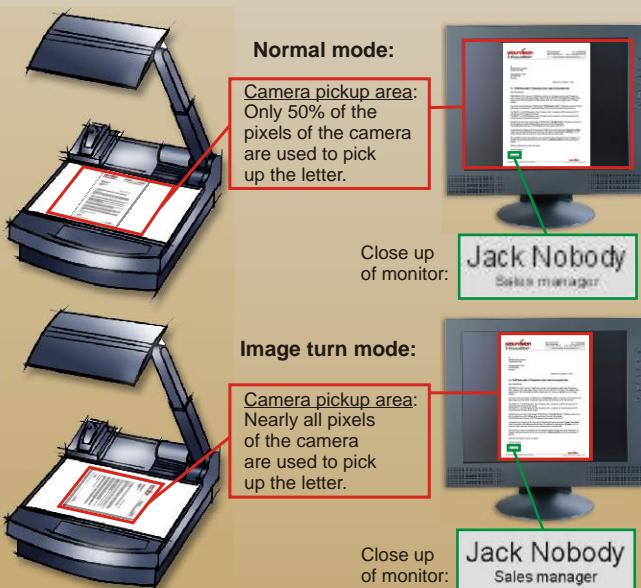 Normal mode:
Camera pickup area:
Only 50% of the
pixels of the camera
are used to pick
up the letter.
Close up
of monitor:
Jack Nobody
Sales manager
Image turn mode:
Camera pickup area:
Nearly all pixels
of the camera
are used to pick
up the letter.
Close up
of monitor:
Jack Nobody
Sales manager